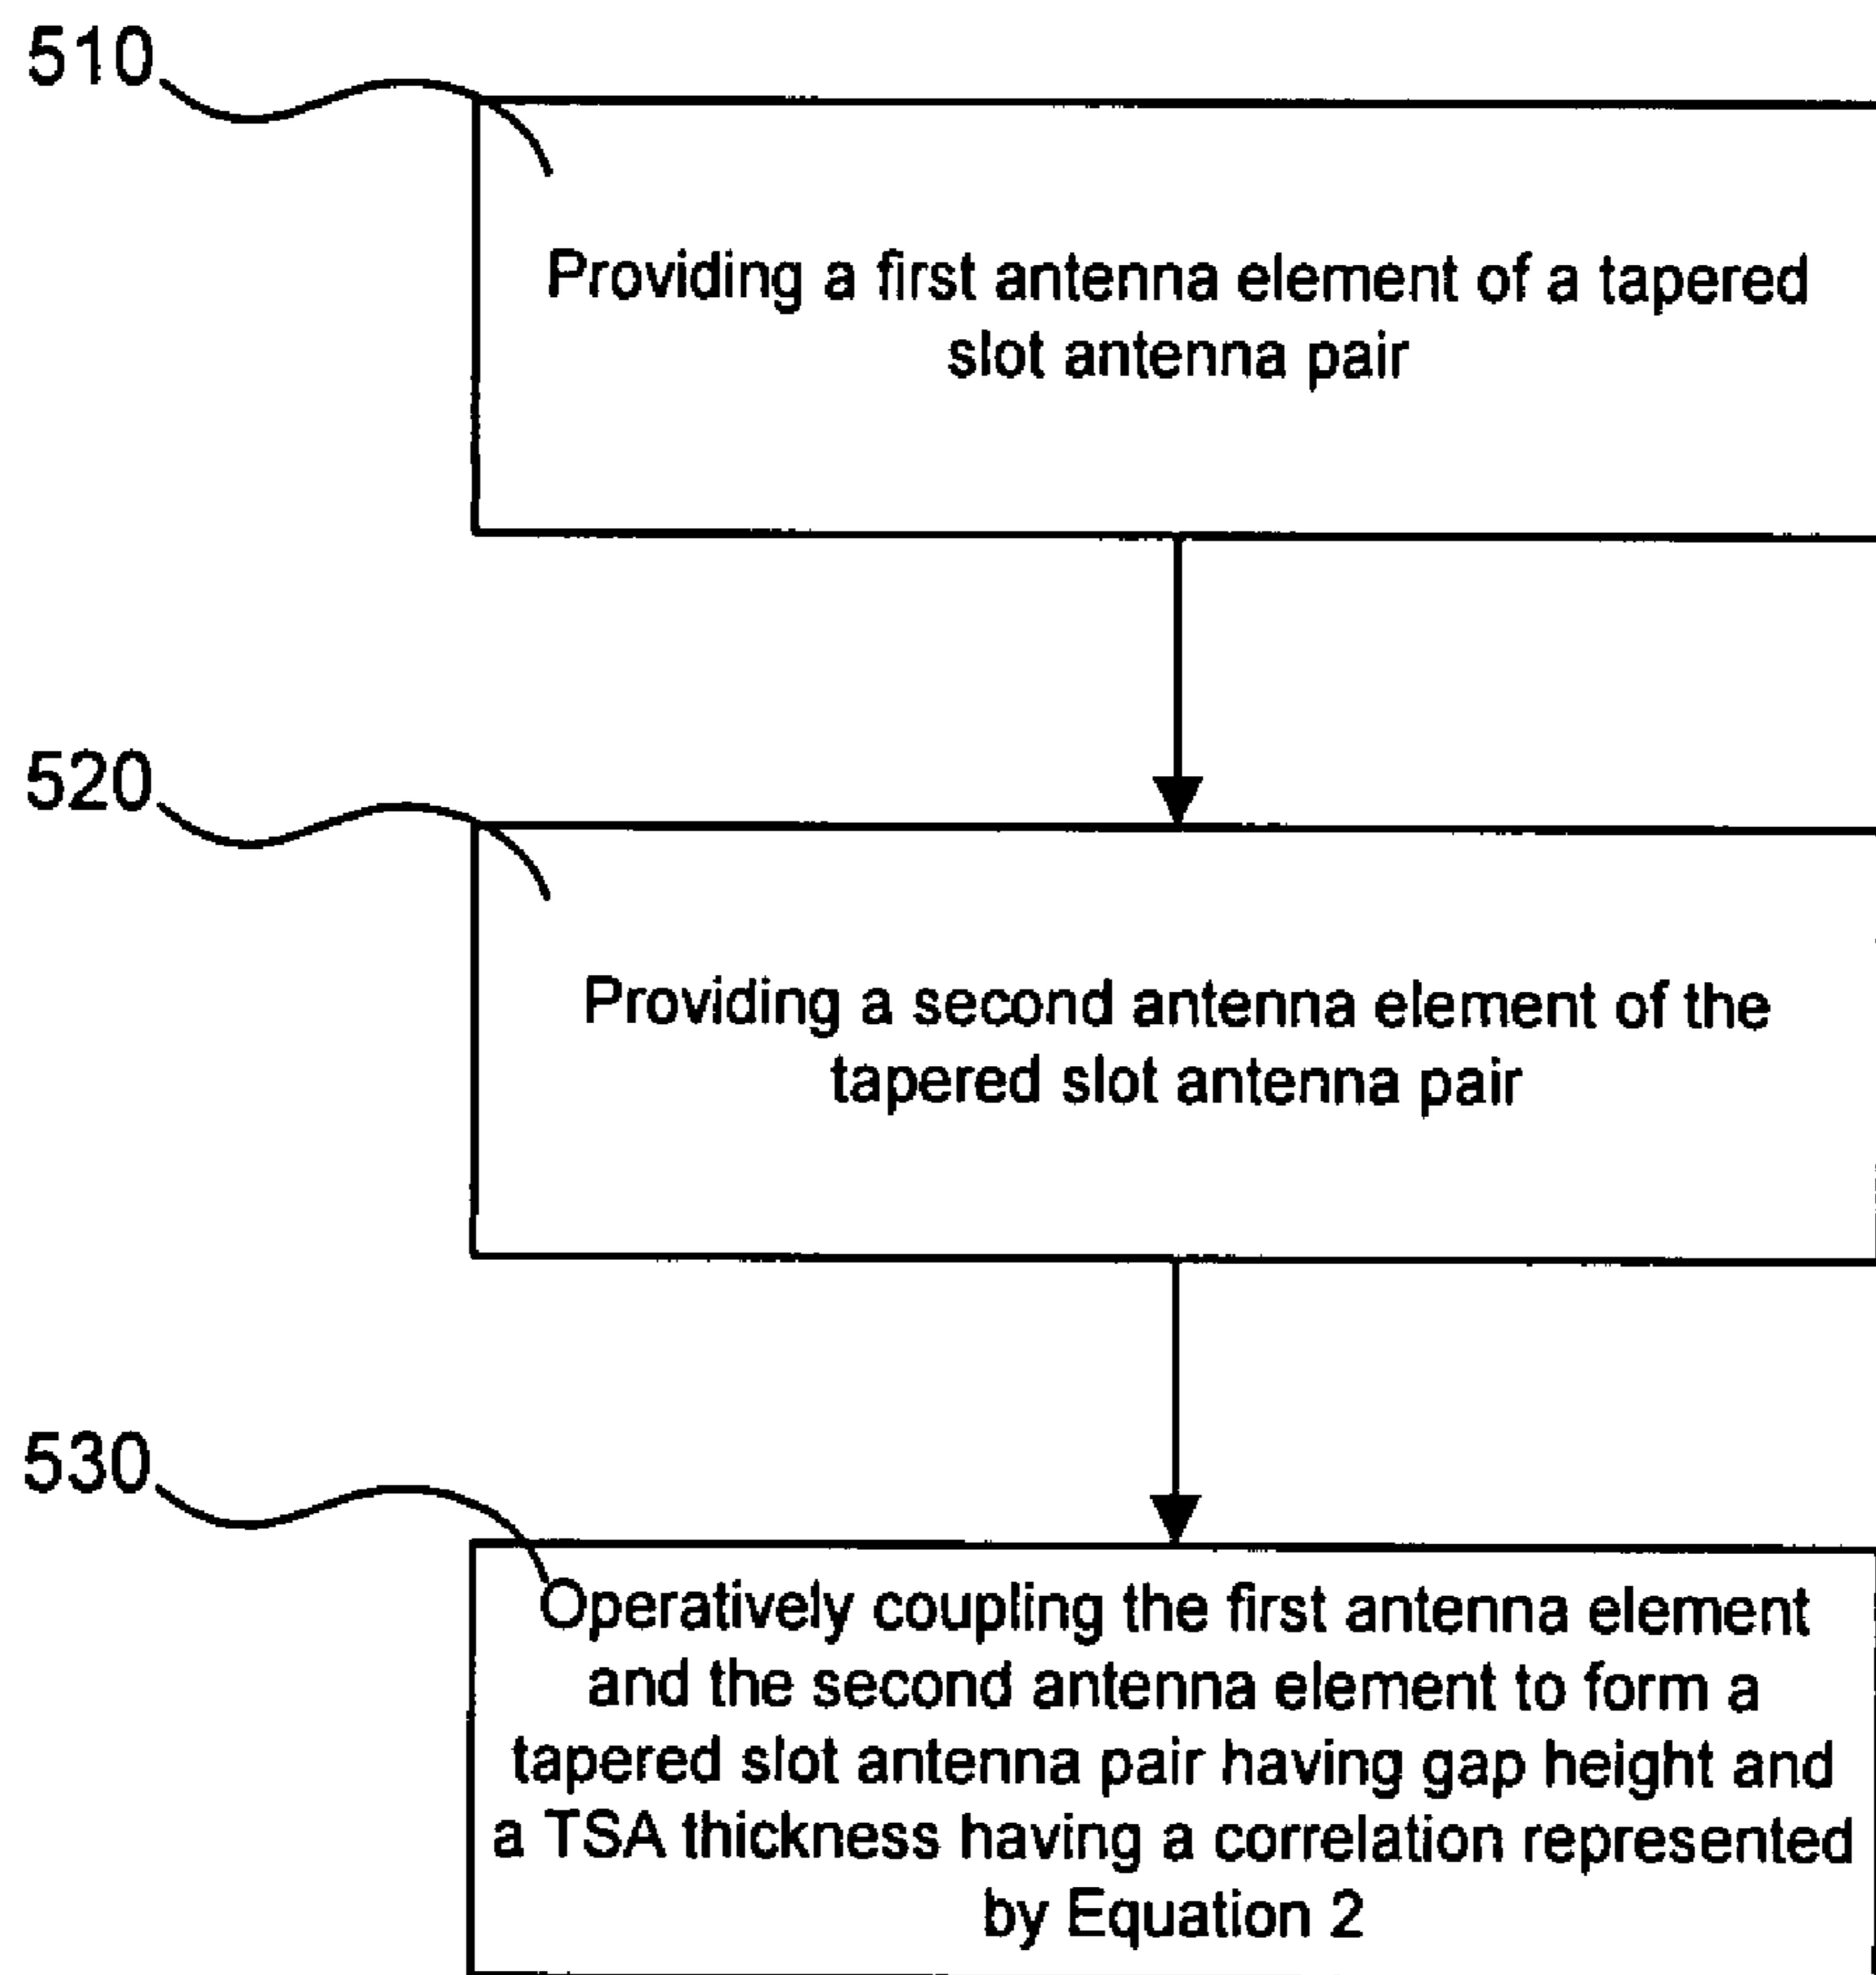 510
Providing a first antenna element of a tapered
slot antenna pair
520
Providing a second antenna element of the
tapered slot antenna pair
530
Operatively coupling the first antenna element
and the second antenna element to form a
tapered slot antenna pair having gap height and
a TSA thickness having a correlation represented
by Equation 2